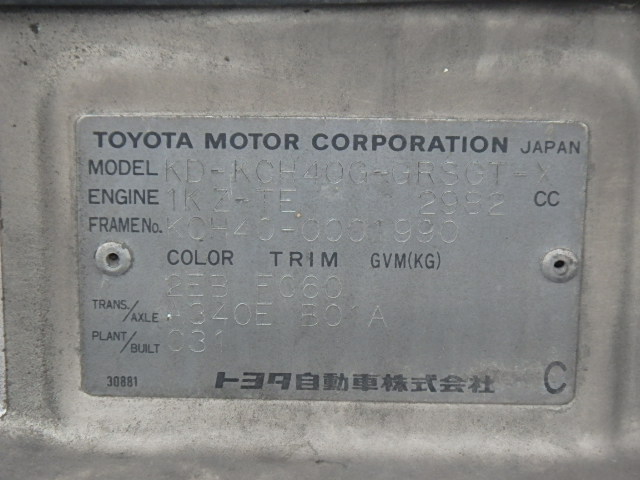 TOYOTA MOTOR CORPORATION JAPAN
MODEL KD-KCH40G-GRSGT-X
ENGINE 1KZ-TE 2982 CC
FRAME No. KCH40-0001990
COLOR TRIM GVM(KG)
2EB FC60
TRANS./AXLE A340E B01A
PLANT/BUILT C31
30881 トヨタ自動車株式会社 C